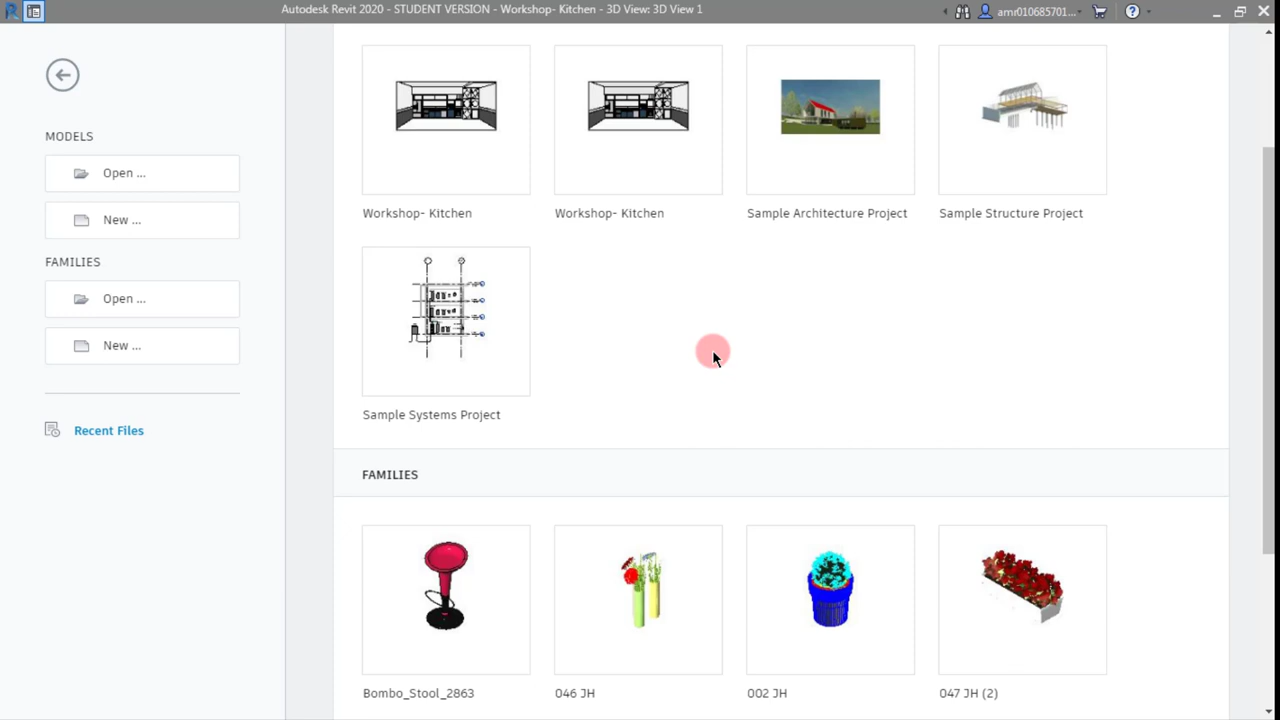 Autodesk Revit 2020 - STUDENT VERSION - Workshop- Kitchen - 3D View: 3D View 1
amr010685701...
MODELS
Open ...
New ...
FAMILIES
Open ...
New ...
Recent Files
Workshop- Kitchen
Workshop- Kitchen
Sample Architecture Project
Sample Structure Project
Sample Systems Project
FAMILIES
Bombo_Stool_2863
046 JH
002 JH
047 JH (2)